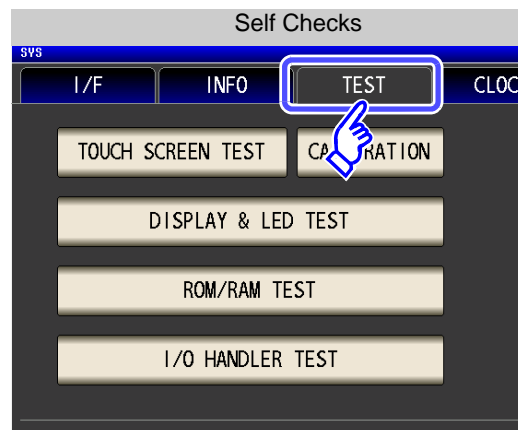 Self Checks
SYS
I/F INFO TEST CLOC
TOUCH SCREEN TEST
DISPLAY & LED TEST
ROM/RAM TEST
I/O HANDLER TEST